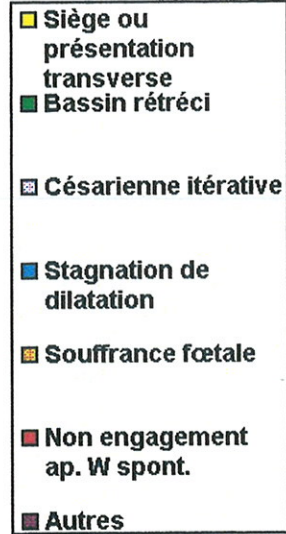 Siège ou
présentation
transverse
Bassin rétréci
Césarienne itérative
Stagnation de
dilatation
Souffrance fœtale
Non engagement
ap. W spont.
Autres